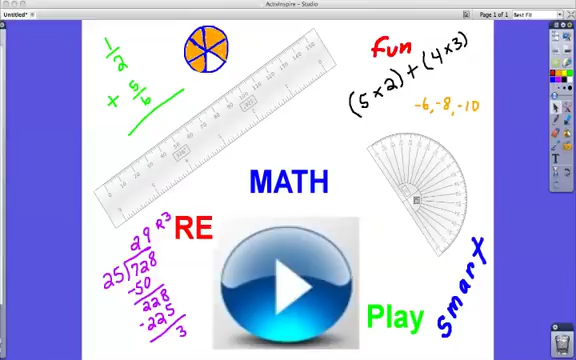 ActivInspire - Studio
Untitled*
Page 1 of 1
Best Fit
1/2
+ 5/6
fun
(5 x 2) + (4 x 3)
-6, -8, -10
MATH
RE
Play
smart
29 R3
25)728
-50
228
-225
3